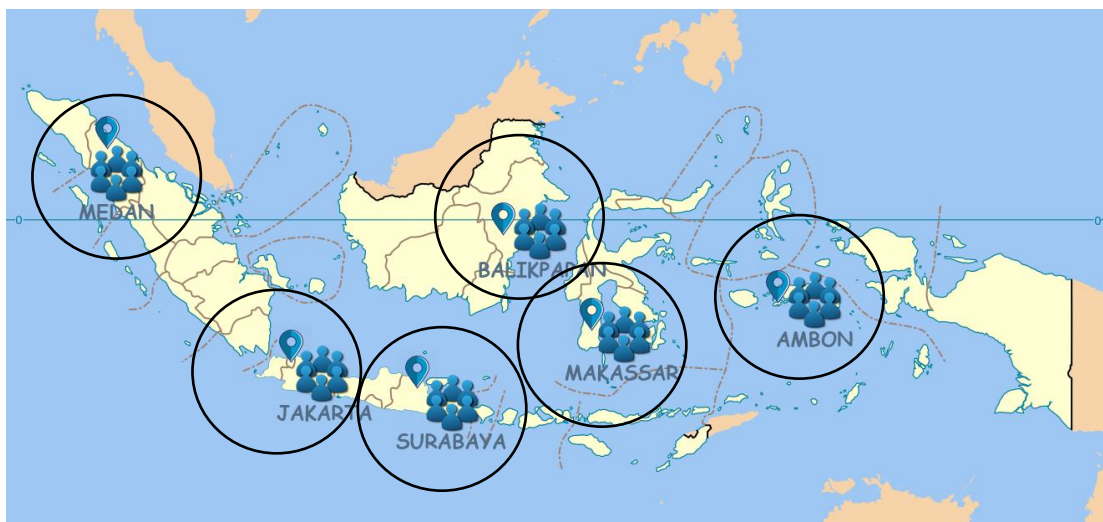 MEDAN
0
0
BALIKPAPAN
AMBON
MAKASSAR
JAKARTA
SURABAYA